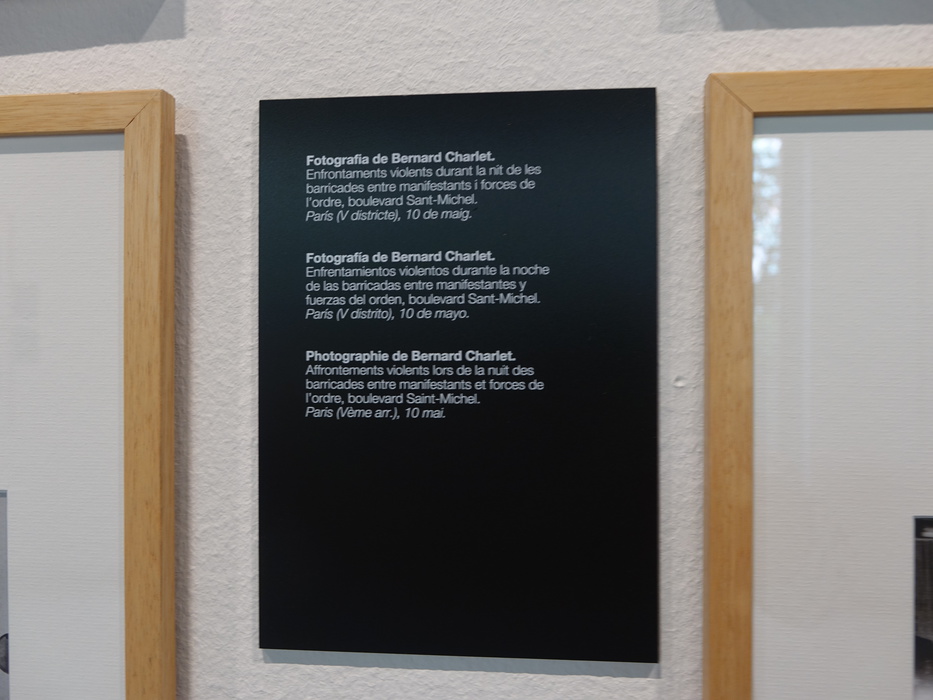 Fotografia de Bernard Charlet.
Enfrontaments violents durant la nit de les
barricades entre manifestants i forces de
l'ordre, boulevard Sant-Michel.
París (V districte), 10 de maig.
Fotografía de Bernard Charlet.
Enfrentamientos violentos durante la noche
de las barricadas entre manifestantes y
fuerzas del orden, boulevard Sant-Michel.
París (V distrito), 10 de mayo.
Photographie de Bernard Charlet.
Affrontements violents lors de la nuit des
barricades entre manifestants et forces de
l'ordre, boulevard Saint-Michel.
Paris (Vème arr.), 10 mai.